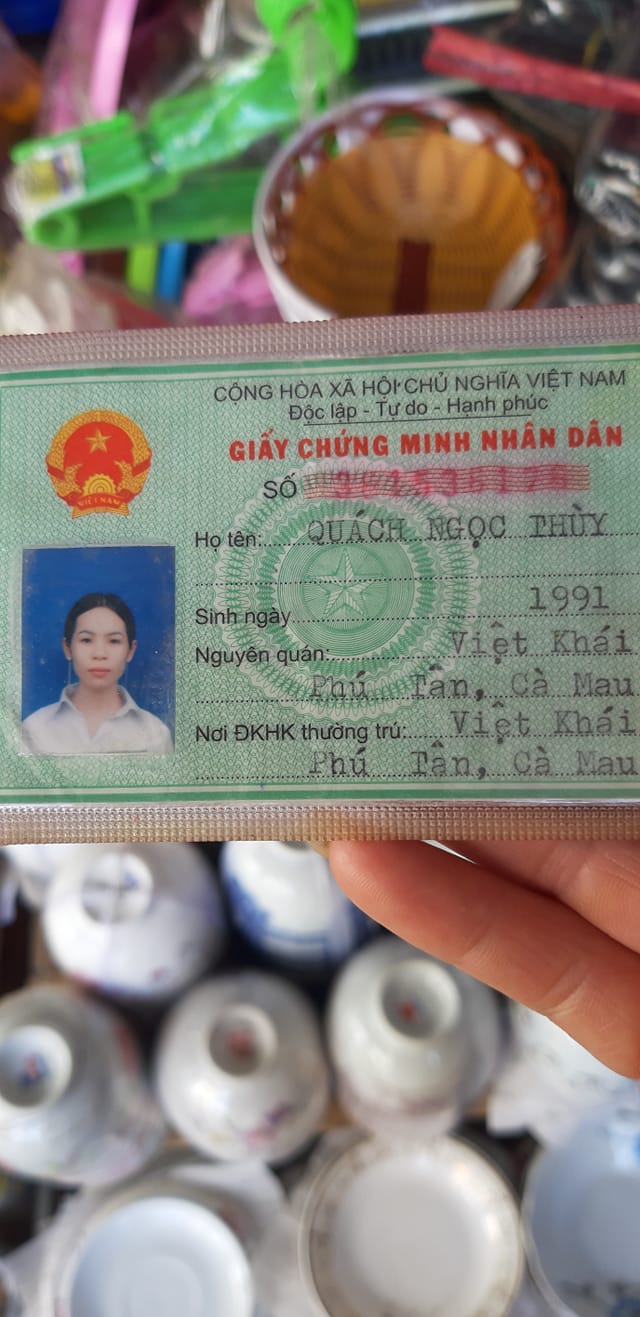 CỘNG HÒA XÃ HỘI CHỦ NGHĨA VIỆT NAM
Độc lập - Tự do - Hạnh phúc
GIẤY CHỨNG MINH NHÂN DÂN
SỐ
Họ tên: QUÁCH NGỌC THÙY
Sinh ngày 1991
Nguyên quán: Việt Khái
Phú Tân, Cà Mau
Nơi ĐKHK thường trú: Việt Khái
Phú Tân, Cà Mau
VIỆT NAM